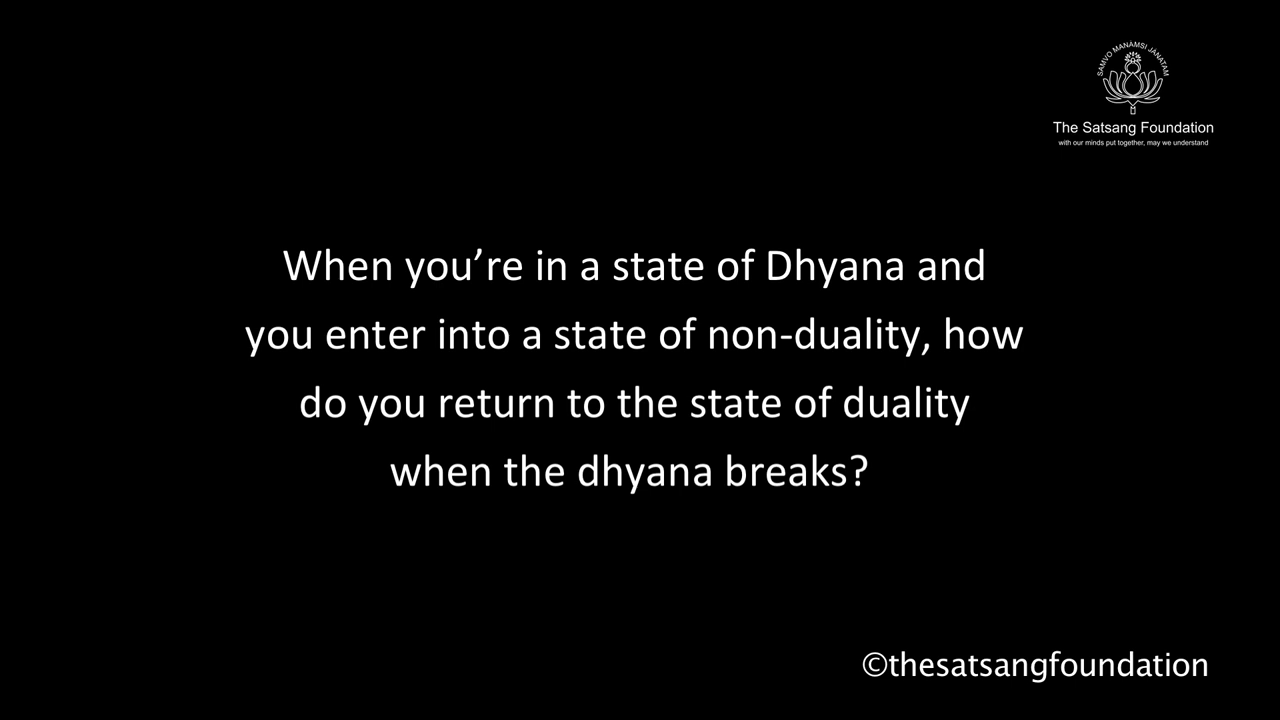 SAMVO MANĀMSI JĀNATAM
The Satsang Foundation
with our minds put together, may we understand
When you’re in a state of Dhyana and
you enter into a state of non-duality, how
do you return to the state of duality
when the dhyana breaks?
©thesatsangfoundation